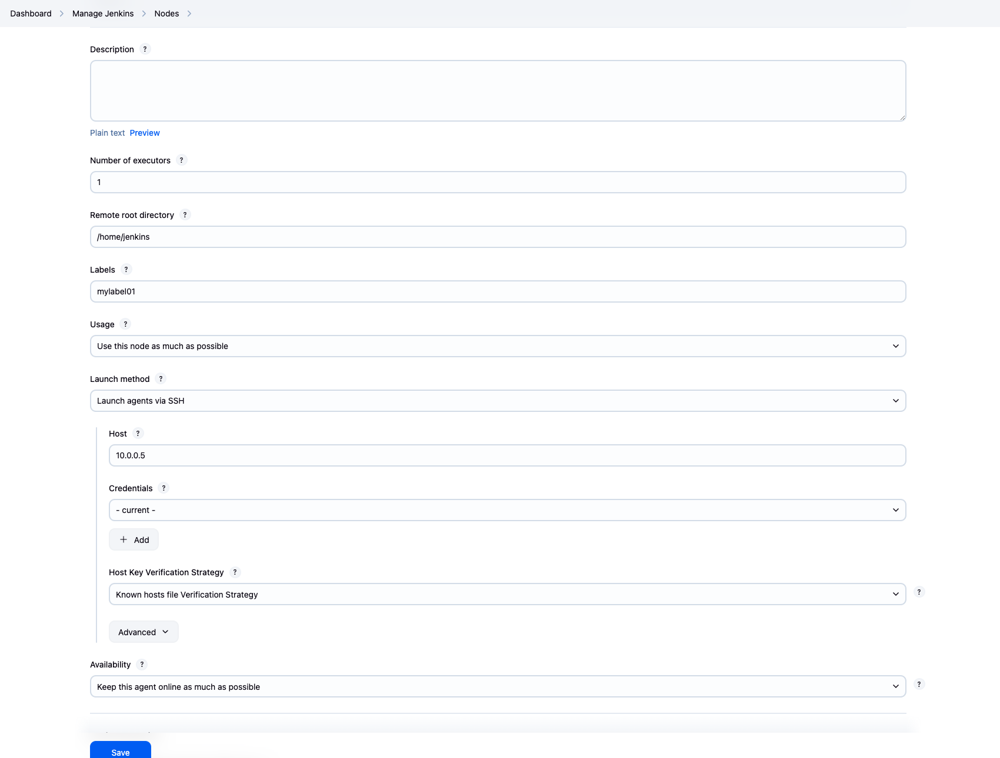 Dashboard > Manage Jenkins > Nodes >
Description ?
Plain text Preview
Number of executors ?
1
Remote root directory ?
/home/jenkins
Labels ?
mylabel01
Usage ?
Use this node as much as possible
Launch method ?
Launch agents via SSH
Host ?
10.0.0.5
Credentials ?
- current -
+ Add
Host Key Verification Strategy ?
Known hosts file Verification Strategy
?
Advanced
Availability ?
Keep this agent online as much as possible
?
Save